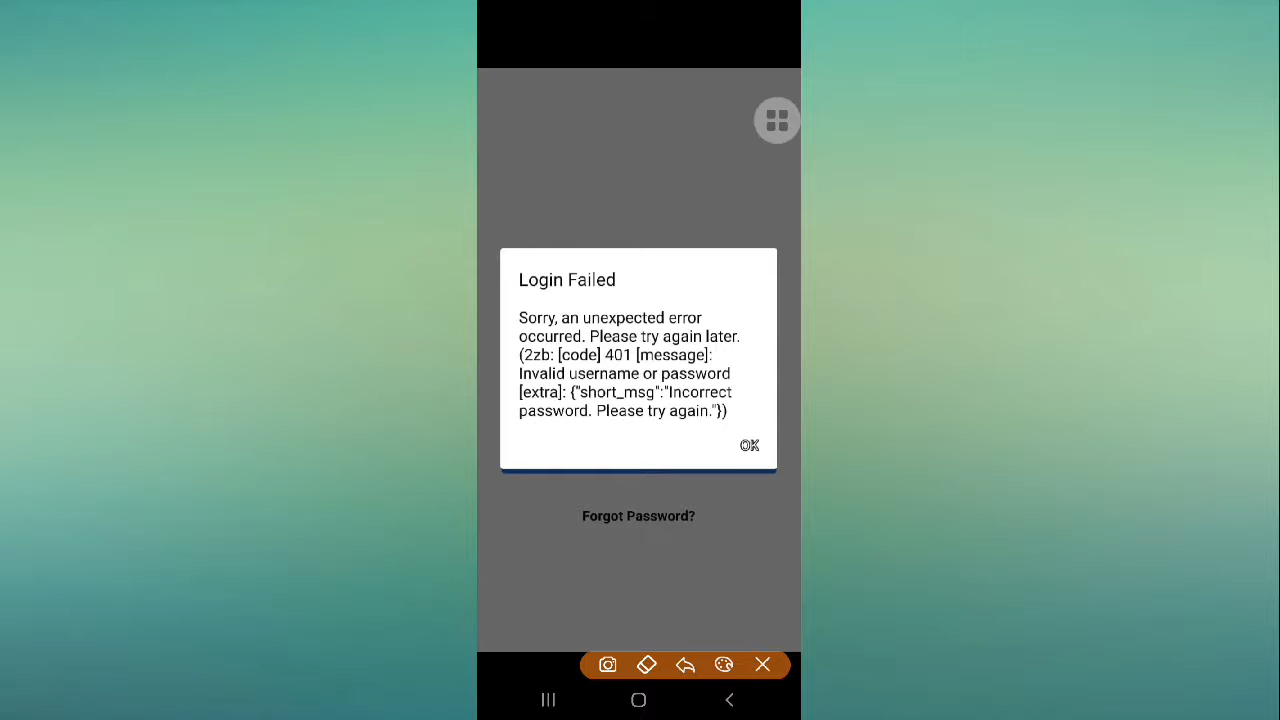 Login Failed
Sorry, an unexpected error
occurred. Please try again later.
(2zb: [code] 401 [message]:
Invalid username or password
[extra]: {"short_msg":"Incorrect
password. Please try again."})
OK
Forgot Password?